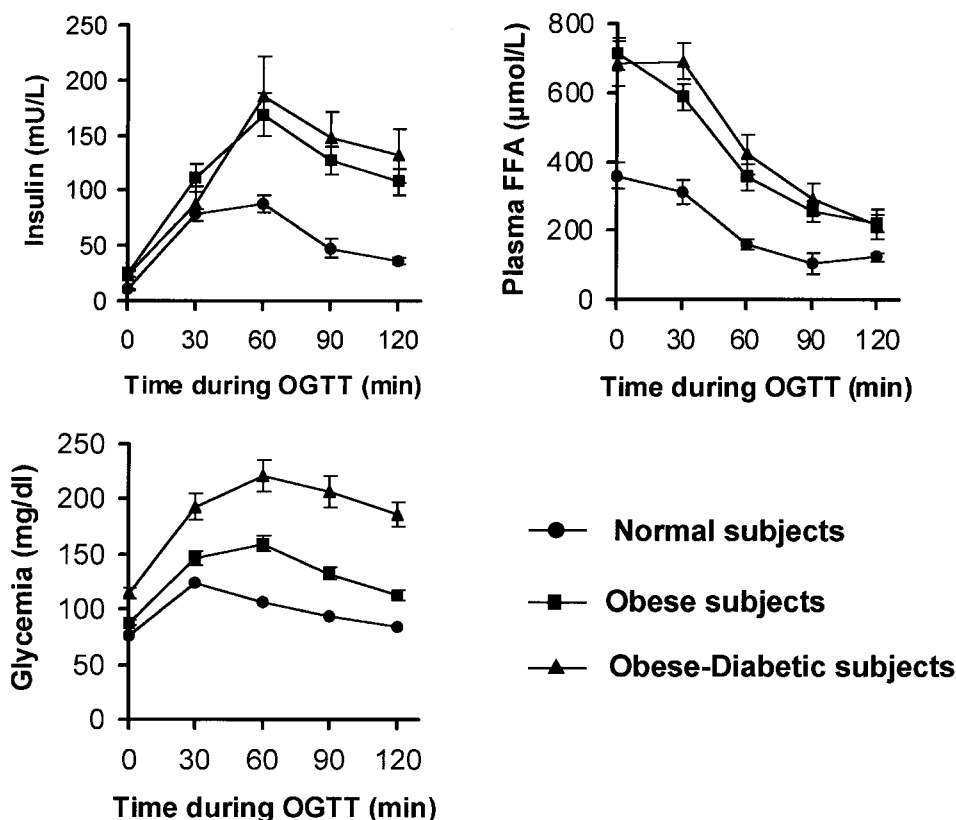 Insulin (mU/L)
250
200
150
100
50
0
0 30 60 90 120
Time during OGTT (min)
Plasma FFA (µmol/L)
800
600
400
200
0
0 30 60 90 120
Time during OGTT (min)
Glycemia (mg/dl)
250
200
150
100
50
0
0 30 60 90 120
Time during OGTT (min)
Normal subjects
Obese subjects
Obese-Diabetic subjects